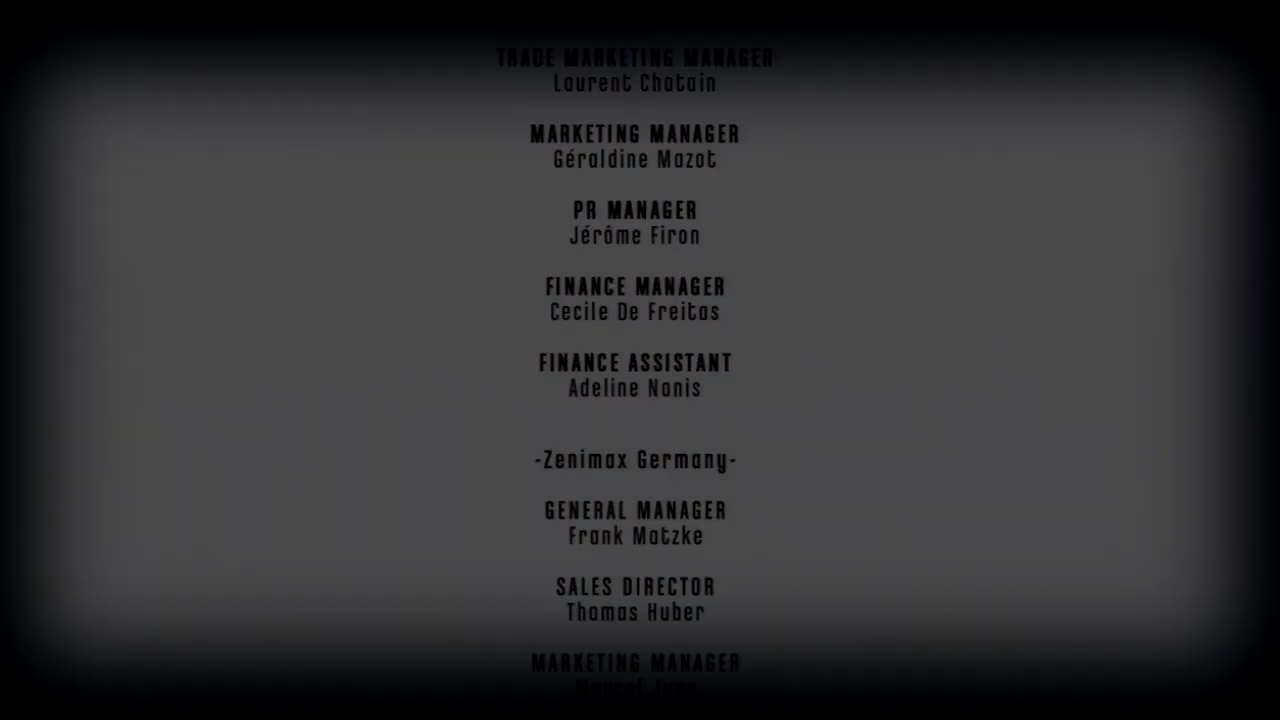 TRADE MARKETING MANAGER
Laurent Chatain
MARKETING MANAGER
Géraldine Mazot
PR MANAGER
Jérôme Firon
FINANCE MANAGER
Cecile De Freitas
FINANCE ASSISTANT
Adeline Nonis
-Zenimax Germany-
GENERAL MANAGER
Frank Matzke
SALES DIRECTOR
Thomas Huber
MARKETING MANAGER
Marcel